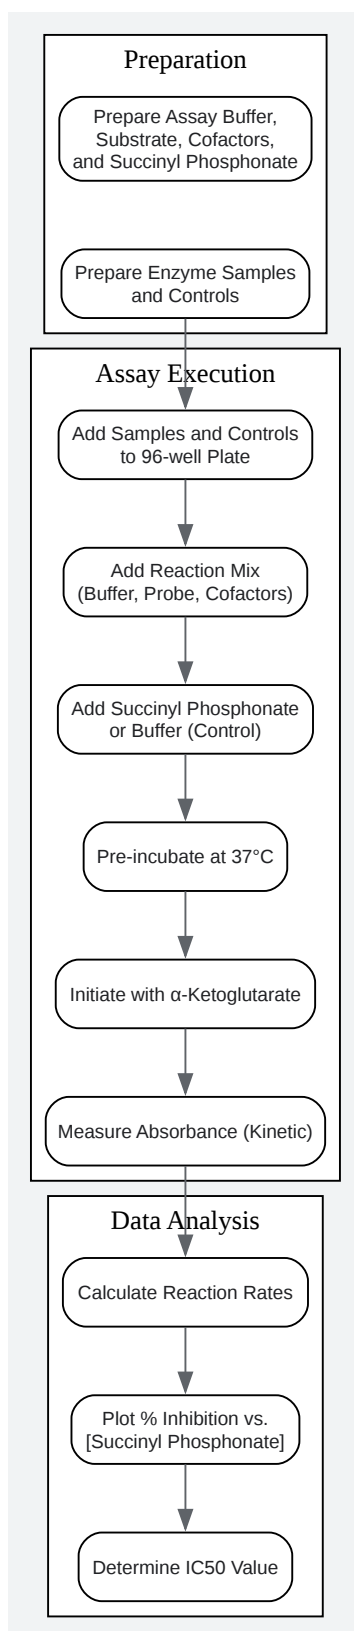 Preparation
Prepare Assay Buffer,
Substrate, Cofactors,
and Succinyl Phosphonate
Prepare Enzyme Samples
and Controls
Assay Execution
Add Samples and Controls
to 96-well Plate
Add Reaction Mix
(Buffer, Probe, Cofactors)
Add Succinyl Phosphonate
or Buffer (Control)
Pre-incubate at 37°C
Initiate with α-Ketoglutarate
Measure Absorbance (Kinetic)
Data Analysis
Calculate Reaction Rates
Plot % Inhibition vs.
[Succinyl Phosphonate]
Determine IC50 Value